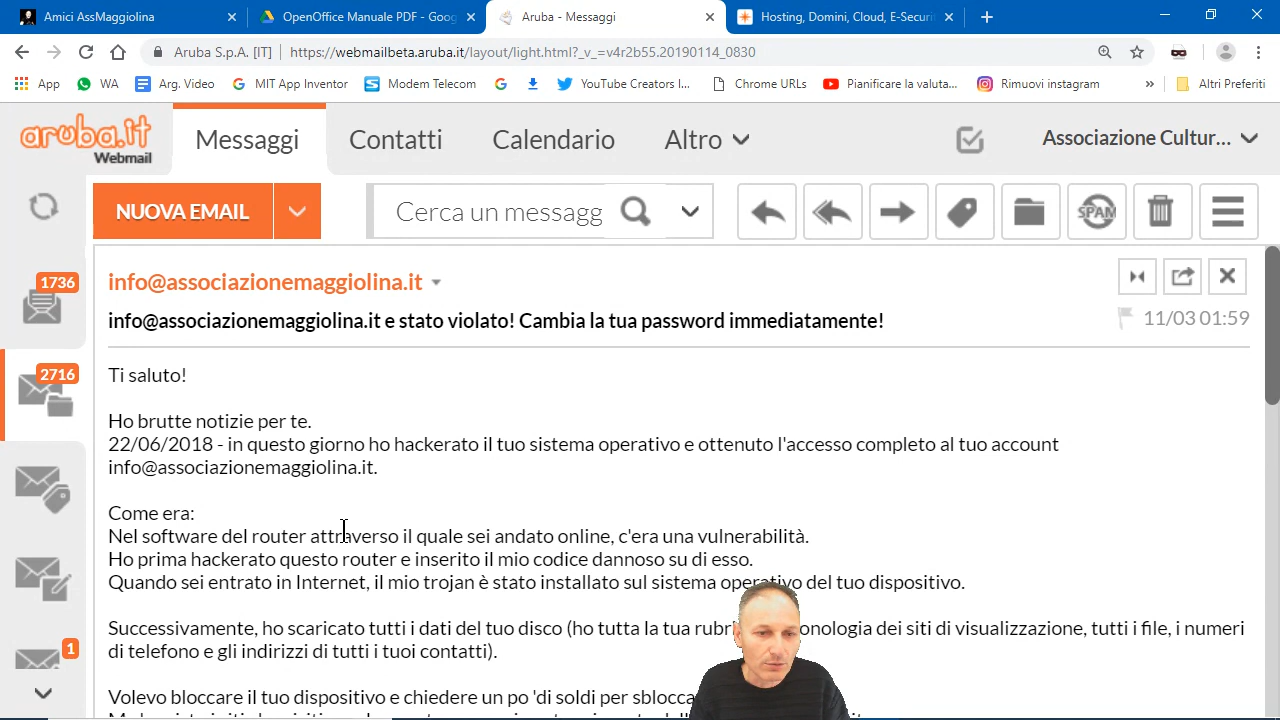 Amici AssMaggiolina
OpenOffice Manuale PDF - Goog
Aruba - Messaggi
Hosting, Domini, Cloud, E-Securi
Aruba S.p.A. [IT]
https://webmailbeta.aruba.it/layout/light.html?_v_=v4r2b55.20190114_0830
App
WA
Arg. Video
MIT App Inventor
Modem Telecom
YouTube Creators I...
Chrome URLs
Pianificare la valuta...
Rimuovi instagram
»
Altri Preferiti
aruba.it
Webmail
Messaggi
Contatti
Calendario
Altro
Associazione Cultur...
NUOVA EMAIL
Cerca un messagg
SPAM
1736
2716
1
info@associazionemaggiolina.it
info@associazionemaggiolina.it e stato violato! Cambia la tua password immediatamente!
11/03 01:59
Ti saluto!
Ho brutte notizie per te.
22/06/2018 - in questo giorno ho hackerato il tuo sistema operativo e ottenuto l'accesso completo al tuo account
info@associazionemaggiolina.it.
Come era:
Nel software del router attraverso il quale sei andato online, c'era una vulnerabilità.
Ho prima hackerato questo router e inserito il mio codice dannoso su di esso.
Quando sei entrato in Internet, il mio trojan è stato installato sul sistema operativo del tuo dispositivo.
Successivamente, ho scaricato tutti i dati del tuo disco (ho tutta la tua rubr onologia dei siti di visualizzazione, tutti i file, i numeri
di telefono e gli indirizzi di tutti i tuoi contatti).
Volevo bloccare il tuo dispositivo e chiedere un po 'di soldi per sblocca